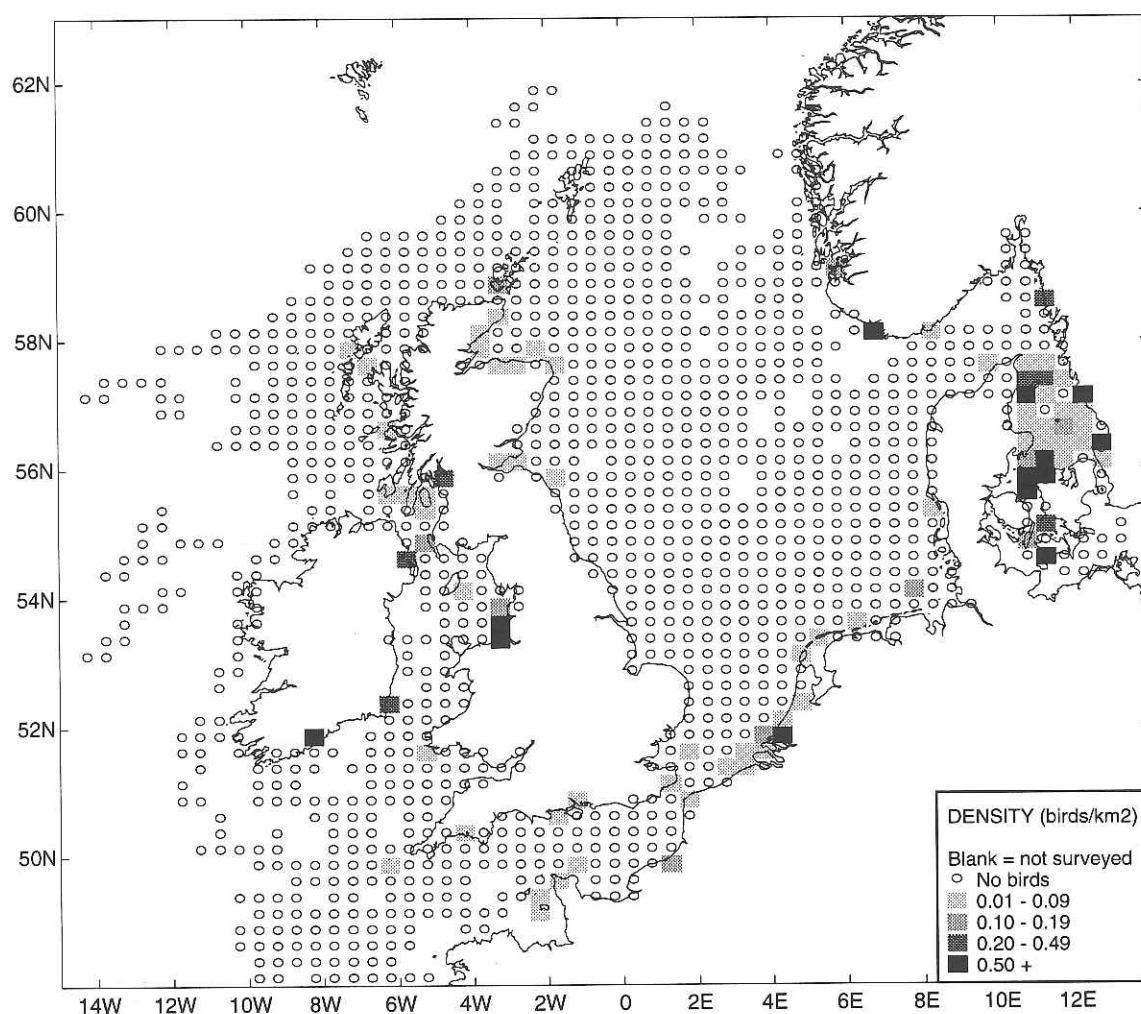 62N
60N
58N
56N
54N
52N
50N
DENSITY (birds/km2)
Blank = not surveyed
No birds
0.01 - 0.09
0.10 - 0.19
0.20 - 0.49
0.50 +
14W 12W 10W 8W 6W 4W 2W 0 2E 4E 6E 8E 10E 12E